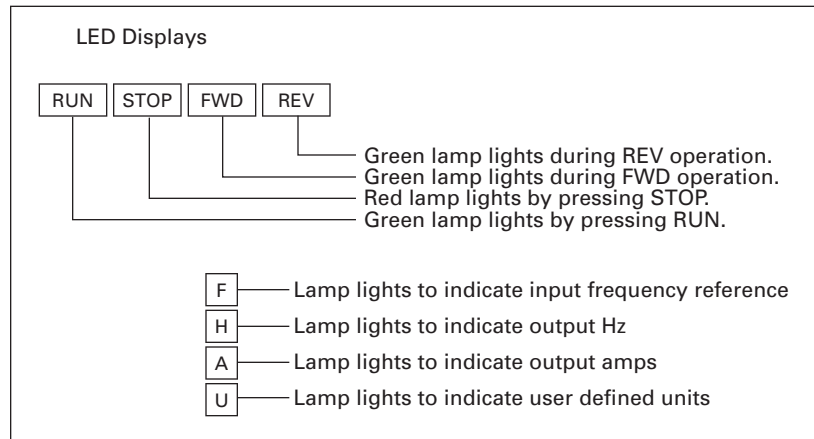 LED Displays
RUN STOP FWD REV
Green lamp lights during REV operation.
Green lamp lights during FWD operation.
Red lamp lights by pressing STOP.
Green lamp lights by pressing RUN.
F Lamp lights to indicate input frequency reference
H Lamp lights to indicate output Hz
A Lamp lights to indicate output amps
U Lamp lights to indicate user defined units